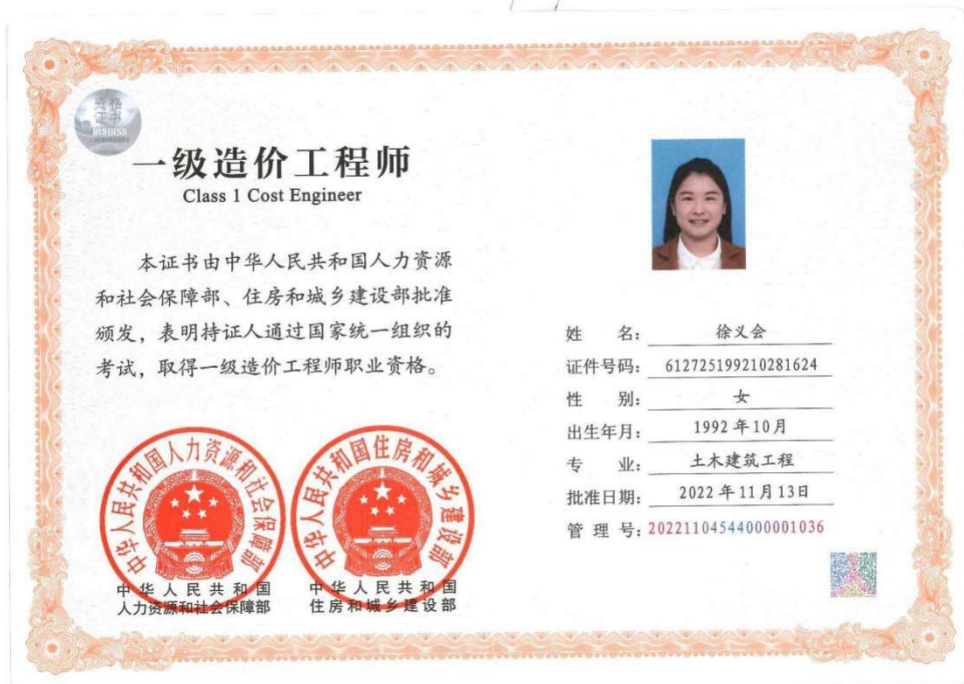 资格
证书
MOHRSS
一级造价工程师
Class 1 Cost Engineer
本证书由中华人民共和国人力资源
和社会保障部、住房和城乡建设部批准
颁发，表明持证人通过国家统一组织的
考试，取得一级造价工程师职业资格。
中华人民共和国人力资源和社会保障部
中华人民共和国住房和城乡建设部
中华人民共和国
人力资源和社会保障部
中华人民共和国
住房和城乡建设部
姓 名：徐义会
证件号码：612725199210281624
性 别：女
出生年月：1992年10月
专 业：土木建筑工程
批准日期：2022年11月13日
管 理 号：20221104544000001036